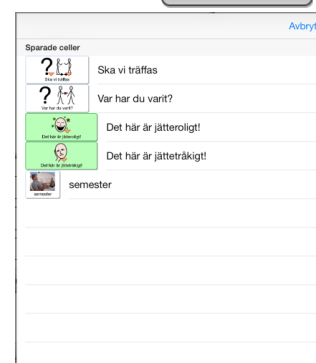 Avbryt
Sparade celler
Ska vi träffas
Ska vi träffas
Var har du varit?
Var har du varit?
Det här är jätteroligt!
Det här är jätteroligt!
Det här är jättetråkigt!
Det här är jättetråkigt!
semester
semester